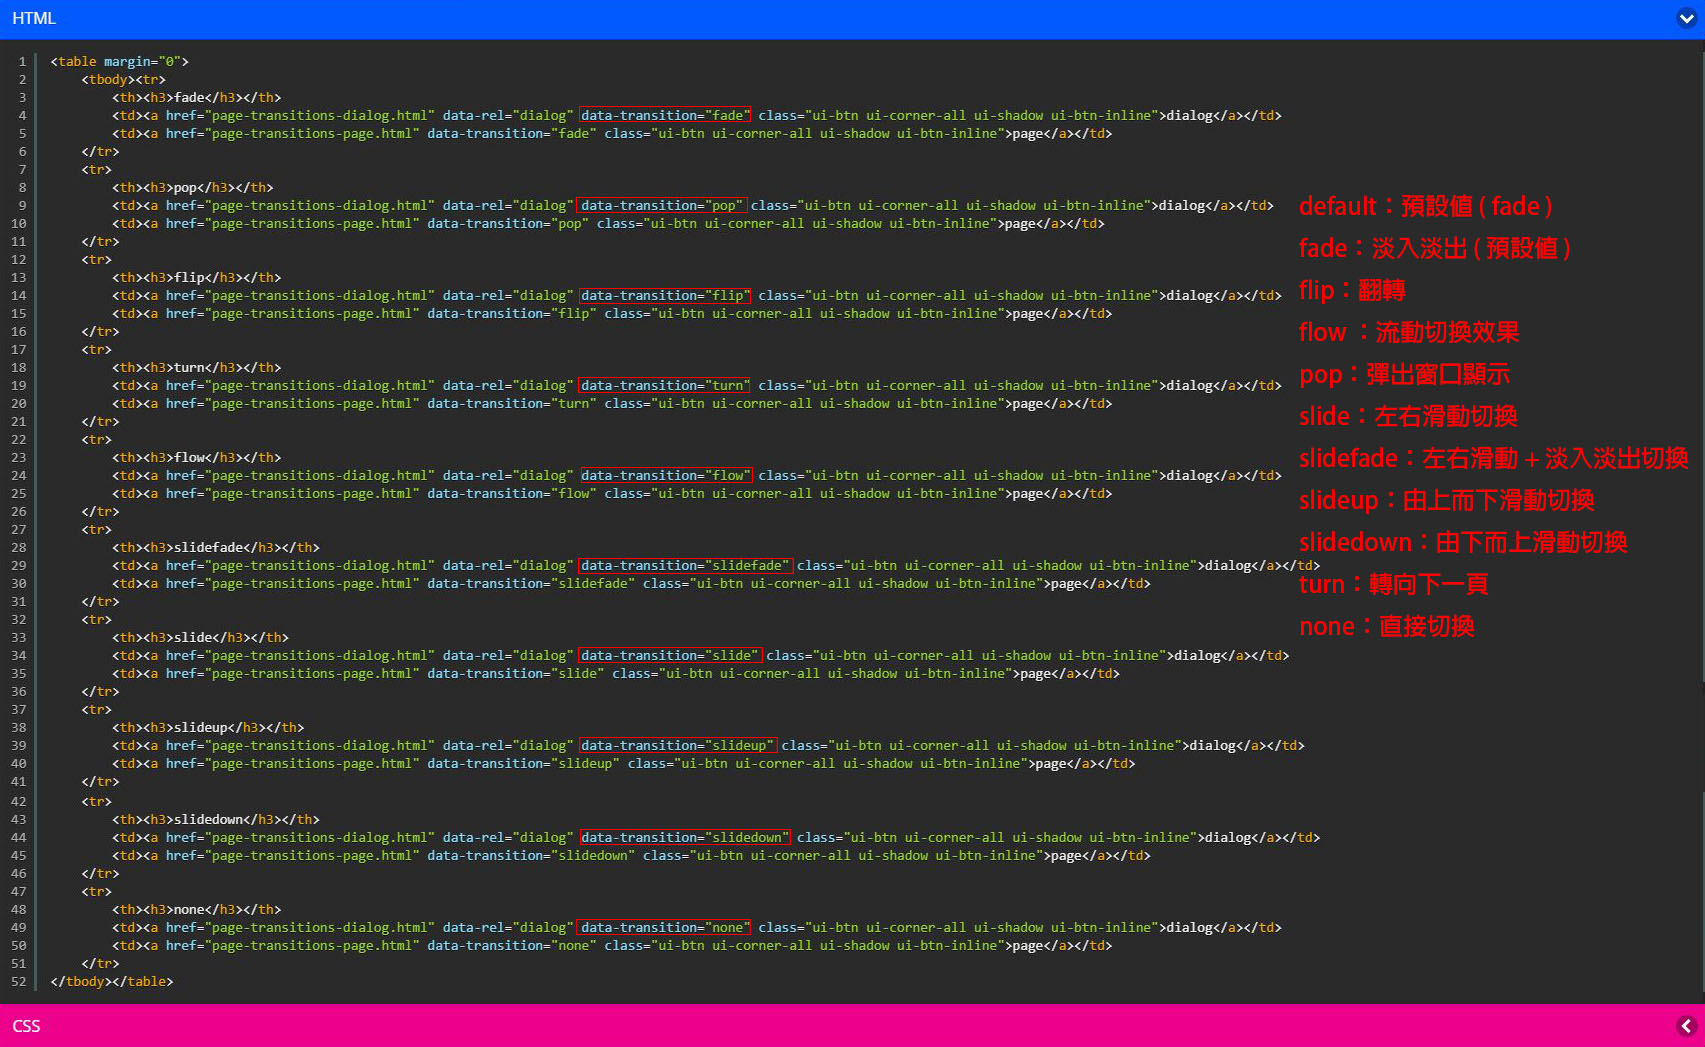 HTML
1 <table margin="0">
2 <tbody><tr>
3 <th><h3>fade</h3></th>
4 <td><a href="page-transitions-dialog.html" data-rel="dialog" data-transition="fade" class="ui-btn ui-corner-all ui-shadow ui-btn-inline">dialog</a></td>
5 <td><a href="page-transitions-page.html" data-transition="fade" class="ui-btn ui-corner-all ui-shadow ui-btn-inline">page</a></td>
6 </tr>
7 <tr>
8 <th><h3>pop</h3></th>
9 <td><a href="page-transitions-dialog.html" data-rel="dialog" data-transition="pop" class="ui-btn ui-corner-all ui-shadow ui-btn-inline">dialog</a></td>
10 <td><a href="page-transitions-page.html" data-transition="pop" class="ui-btn ui-corner-all ui-shadow ui-btn-inline">page</a></td>
11 </tr>
12 <tr>
13 <th><h3>flip</h3></th>
14 <td><a href="page-transitions-dialog.html" data-rel="dialog" data-transition="flip" class="ui-btn ui-corner-all ui-shadow ui-btn-inline">dialog</a></td>
15 <td><a href="page-transitions-page.html" data-transition="flip" class="ui-btn ui-corner-all ui-shadow ui-btn-inline">page</a></td>
16 </tr>
17 <tr>
18 <th><h3>turn</h3></th>
19 <td><a href="page-transitions-dialog.html" data-rel="dialog" data-transition="turn" class="ui-btn ui-corner-all ui-shadow ui-btn-inline">dialog</a></td>
20 <td><a href="page-transitions-page.html" data-transition="turn" class="ui-btn ui-corner-all ui-shadow ui-btn-inline">page</a></td>
21 </tr>
22 <tr>
23 <th><h3>flow</h3></th>
24 <td><a href="page-transitions-dialog.html" data-rel="dialog" data-transition="flow" class="ui-btn ui-corner-all ui-shadow ui-btn-inline">dialog</a></td>
25 <td><a href="page-transitions-page.html" data-transition="flow" class="ui-btn ui-corner-all ui-shadow ui-btn-inline">page</a></td>
26 </tr>
27 <tr>
28 <th><h3>slidefade</h3></th>
29 <td><a href="page-transitions-dialog.html" data-rel="dialog" data-transition="slidefade" class="ui-btn ui-corner-all ui-shadow ui-btn-inline">dialog</a></td>
30 <td><a href="page-transitions-page.html" data-transition="slidefade" class="ui-btn ui-corner-all ui-shadow ui-btn-inline">page</a></td>
31 </tr>
32 <tr>
33 <th><h3>slide</h3></th>
34 <td><a href="page-transitions-dialog.html" data-rel="dialog" data-transition="slide" class="ui-btn ui-corner-all ui-shadow ui-btn-inline">dialog</a></td>
35 <td><a href="page-transitions-page.html" data-transition="slide" class="ui-btn ui-corner-all ui-shadow ui-btn-inline">page</a></td>
36 </tr>
37 <tr>
38 <th><h3>slideup</h3></th>
39 <td><a href="page-transitions-dialog.html" data-rel="dialog" data-transition="slideup" class="ui-btn ui-corner-all ui-shadow ui-btn-inline">dialog</a></td>
40 <td><a href="page-transitions-page.html" data-transition="slideup" class="ui-btn ui-corner-all ui-shadow ui-btn-inline">page</a></td>
41 </tr>
42 <tr>
43 <th><h3>slidedown</h3></th>
44 <td><a href="page-transitions-dialog.html" data-rel="dialog" data-transition="slidedown" class="ui-btn ui-corner-all ui-shadow ui-btn-inline">dialog</a></td>
45 <td><a href="page-transitions-page.html" data-transition="slidedown" class="ui-btn ui-corner-all ui-shadow ui-btn-inline">page</a></td>
46 </tr>
47 <tr>
48 <th><h3>none</h3></th>
49 <td><a href="page-transitions-dialog.html" data-rel="dialog" data-transition="none" class="ui-btn ui-corner-all ui-shadow ui-btn-inline">dialog</a></td>
50 <td><a href="page-transitions-page.html" data-transition="none" class="ui-btn ui-corner-all ui-shadow ui-btn-inline">page</a></td>
51 </tr>
52 </tbody></table>
default：預設值 ( fade )
fade：淡入淡出 ( 預設值 )
flip：翻轉
flow ：流動切換效果
pop：彈出窗口顯示
slide：左右滑動切換
slidefade：左右滑動 + 淡入淡出切換
slideup：由上而下滑動切換
slidedown：由下而上滑動切換
turn：轉向下一頁
none：直接切換
CSS